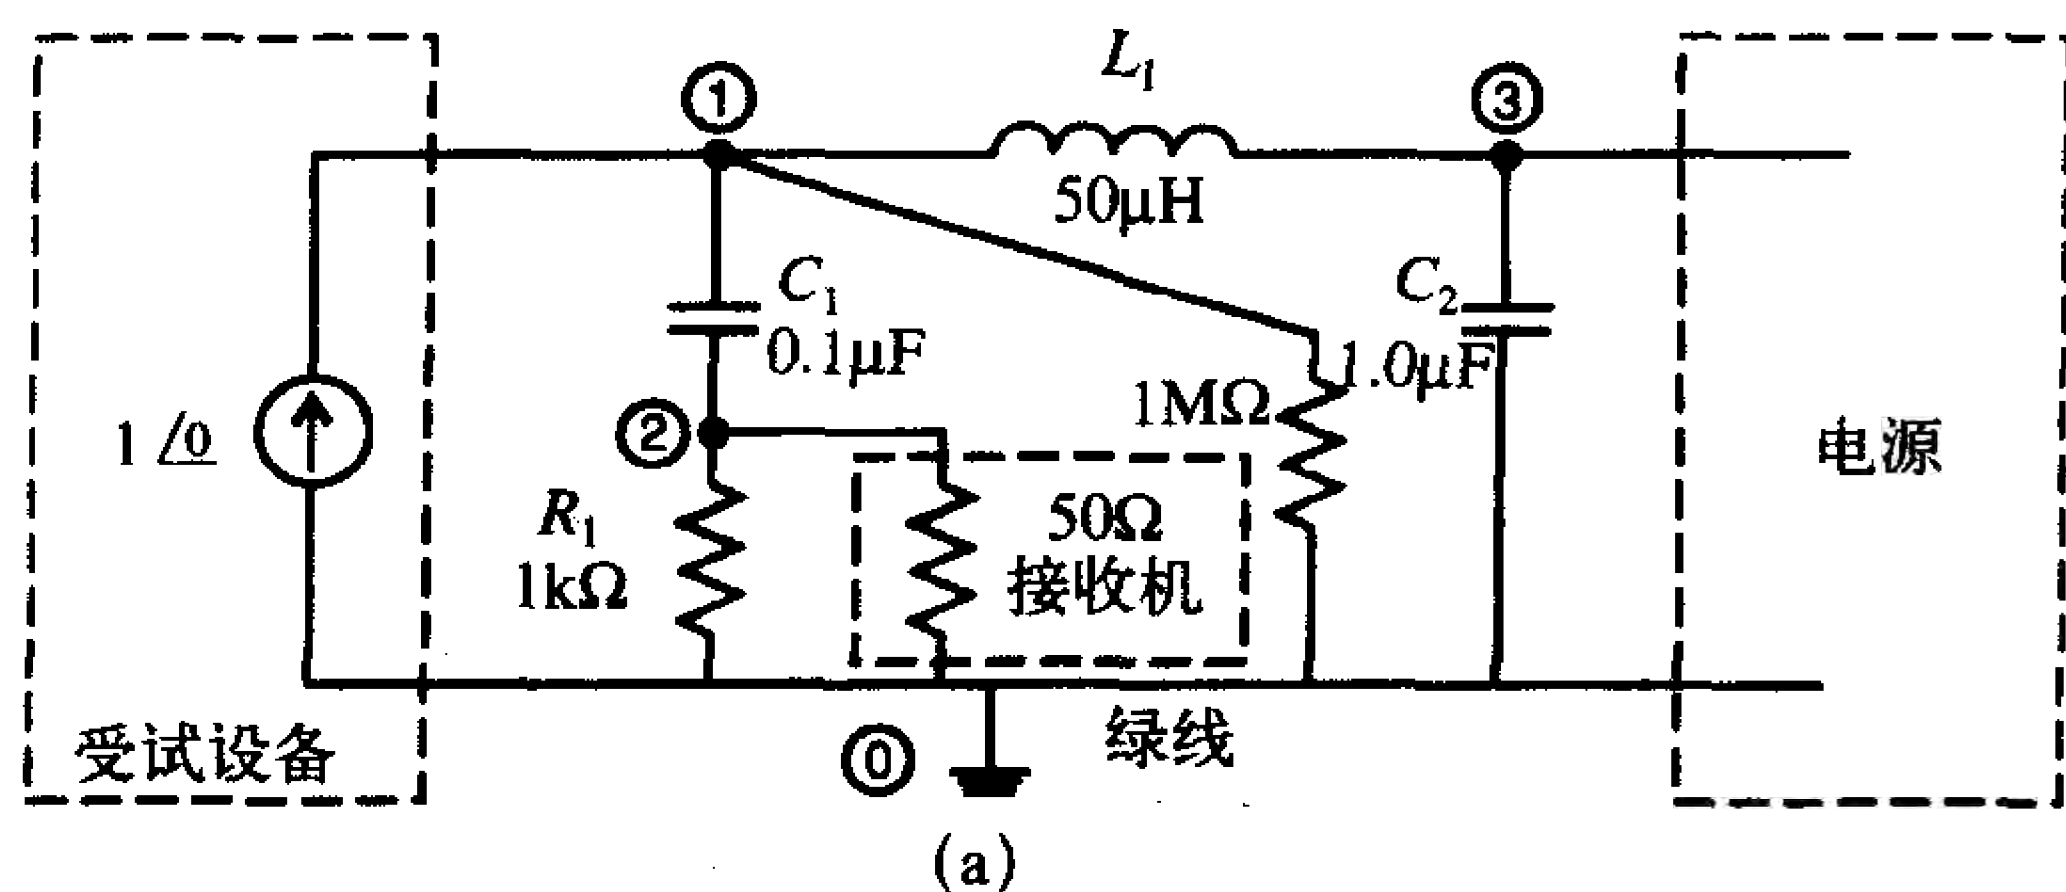 ① L₁ ③
50μH
C₁
0.1μF
C₂
1.0μF
1MΩ
1 /0
②
R₁
1kΩ
50Ω
接收机
电源
受试设备
⓪
绿线
(a)